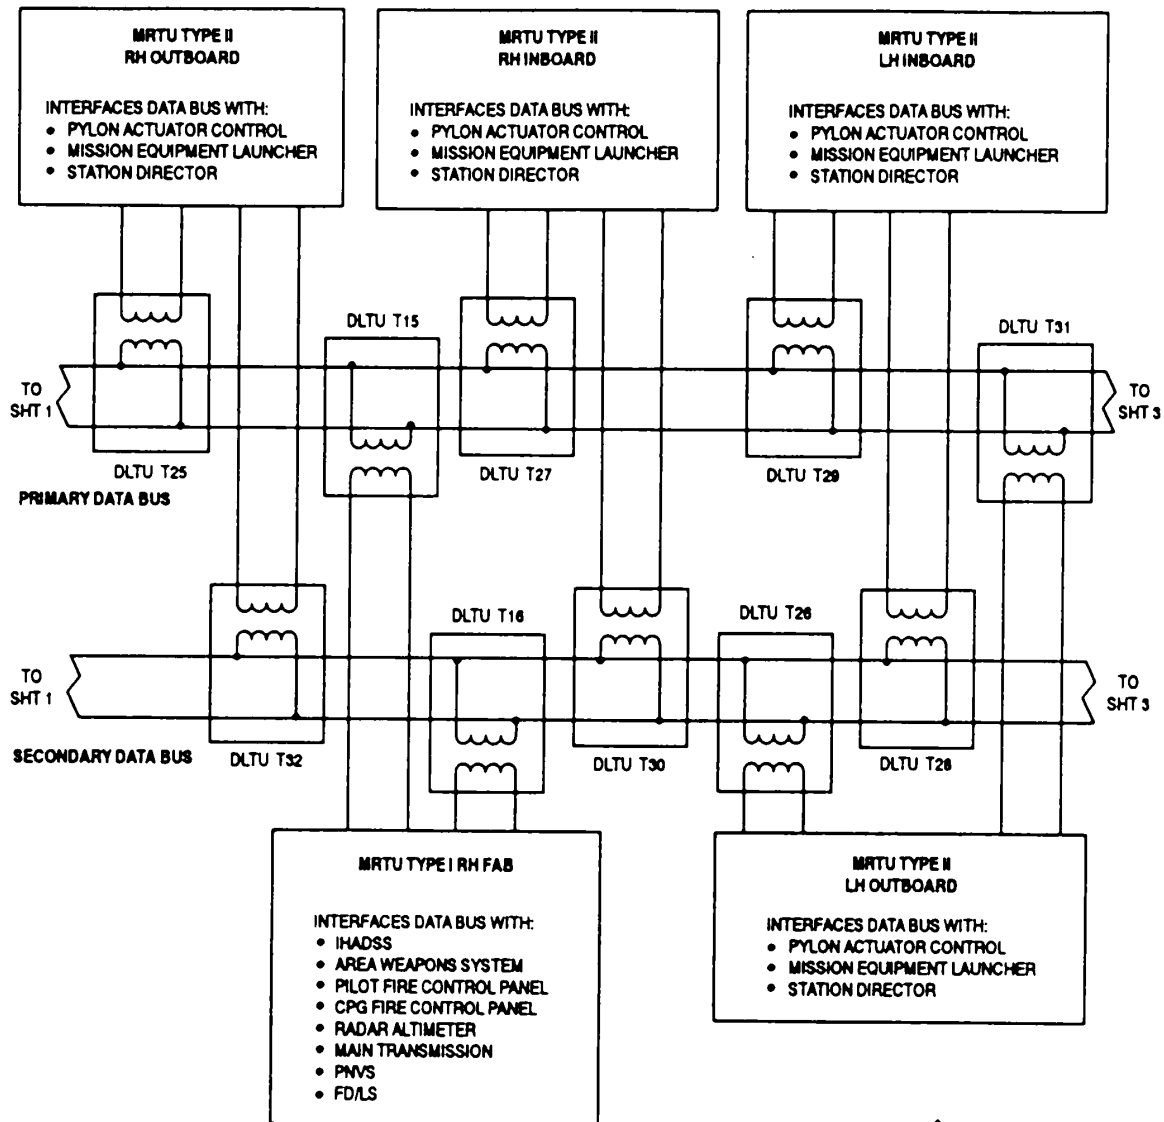 MRTU TYPE II
RH OUTBOARD
INTERFACES DATA BUS WITH:
• PYLON ACTUATOR CONTROL
• MISSION EQUIPMENT LAUNCHER
• STATION DIRECTOR
MRTU TYPE II
RH INBOARD
INTERFACES DATA BUS WITH:
• PYLON ACTUATOR CONTROL
• MISSION EQUIPMENT LAUNCHER
• STATION DIRECTOR
MRTU TYPE II
LH INBOARD
INTERFACES DATA BUS WITH:
• PYLON ACTUATOR CONTROL
• MISSION EQUIPMENT LAUNCHER
• STATION DIRECTOR
DLTU T15
DLTU T31
TO
SHT 1
TO
SHT 3
DLTU T25
DLTU T27
DLTU T29
PRIMARY DATA BUS
DLTU T16
DLTU T26
TO
SHT 1
TO
SHT 3
SECONDARY DATA BUS
DLTU T32
DLTU T30
DLTU T28
MRTU TYPE I RH FAB
INTERFACES DATA BUS WITH:
• IHADSS
• AREA WEAPONS SYSTEM
• PILOT FIRE CONTROL PANEL
• CPG FIRE CONTROL PANEL
• RADAR ALTIMETER
• MAIN TRANSMISSION
• PNVS
• FD/LS
MRTU TYPE II
LH OUTBOARD
INTERFACES DATA BUS WITH:
• PYLON ACTUATOR CONTROL
• MISSION EQUIPMENT LAUNCHER
• STATION DIRECTOR